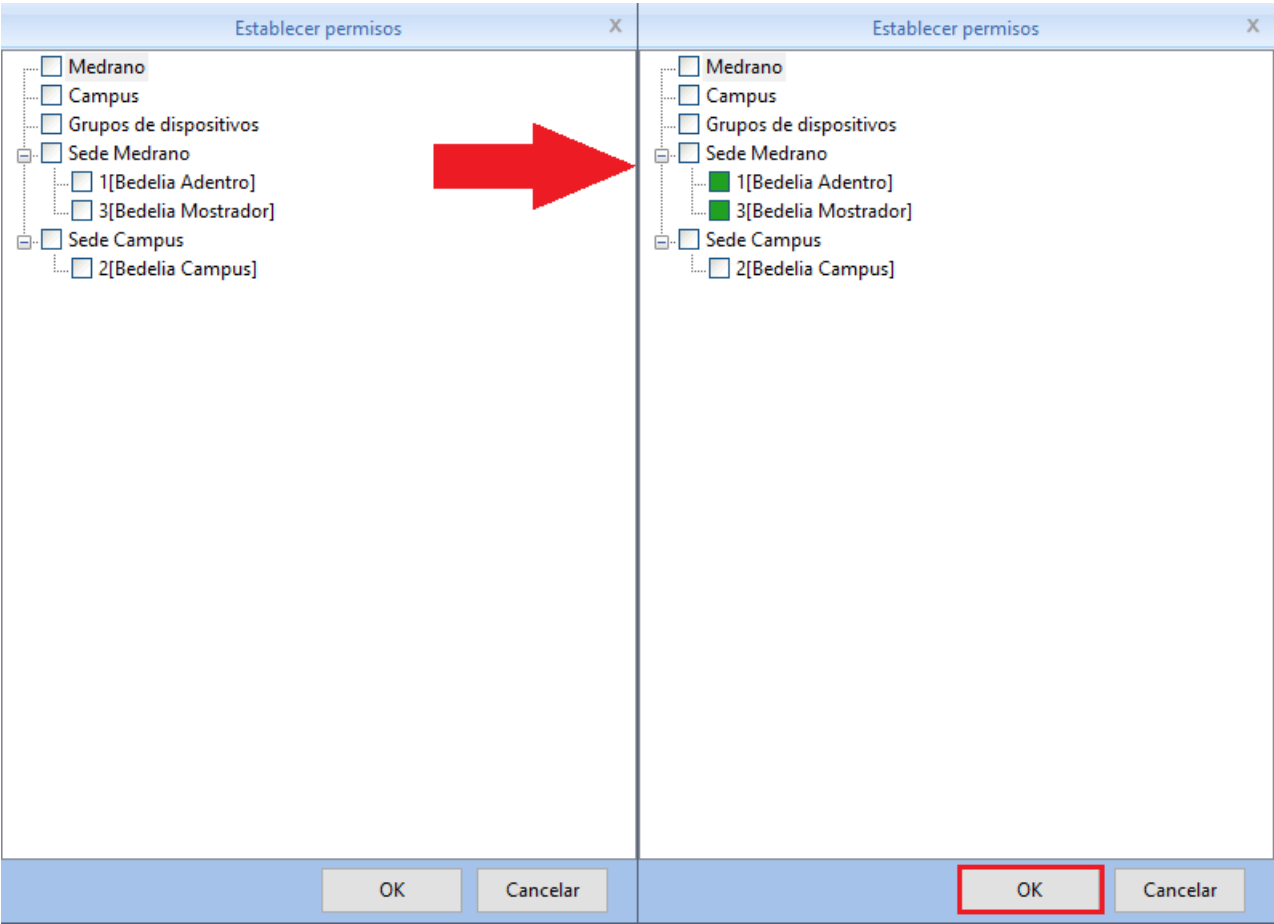 Establecer permisos X
Medrano
Campus
Grupos de dispositivos
Sede Medrano
1[Bedelia Adentro]
3[Bedelia Mostrador]
Sede Campus
2[Bedelia Campus]
OK Cancelar
Establecer permisos X
Medrano
Campus
Grupos de dispositivos
Sede Medrano
1[Bedelia Adentro]
3[Bedelia Mostrador]
Sede Campus
2[Bedelia Campus]
OK Cancelar